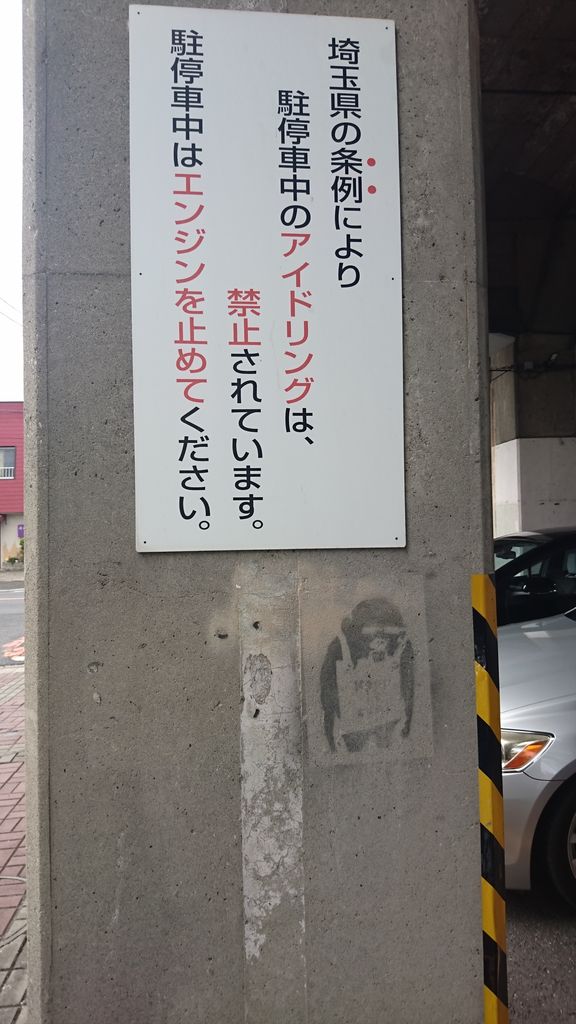 埼玉県の条例により
駐停車中のアイドリングは、
禁止されています。
駐停車中はエンジンを止めてください。